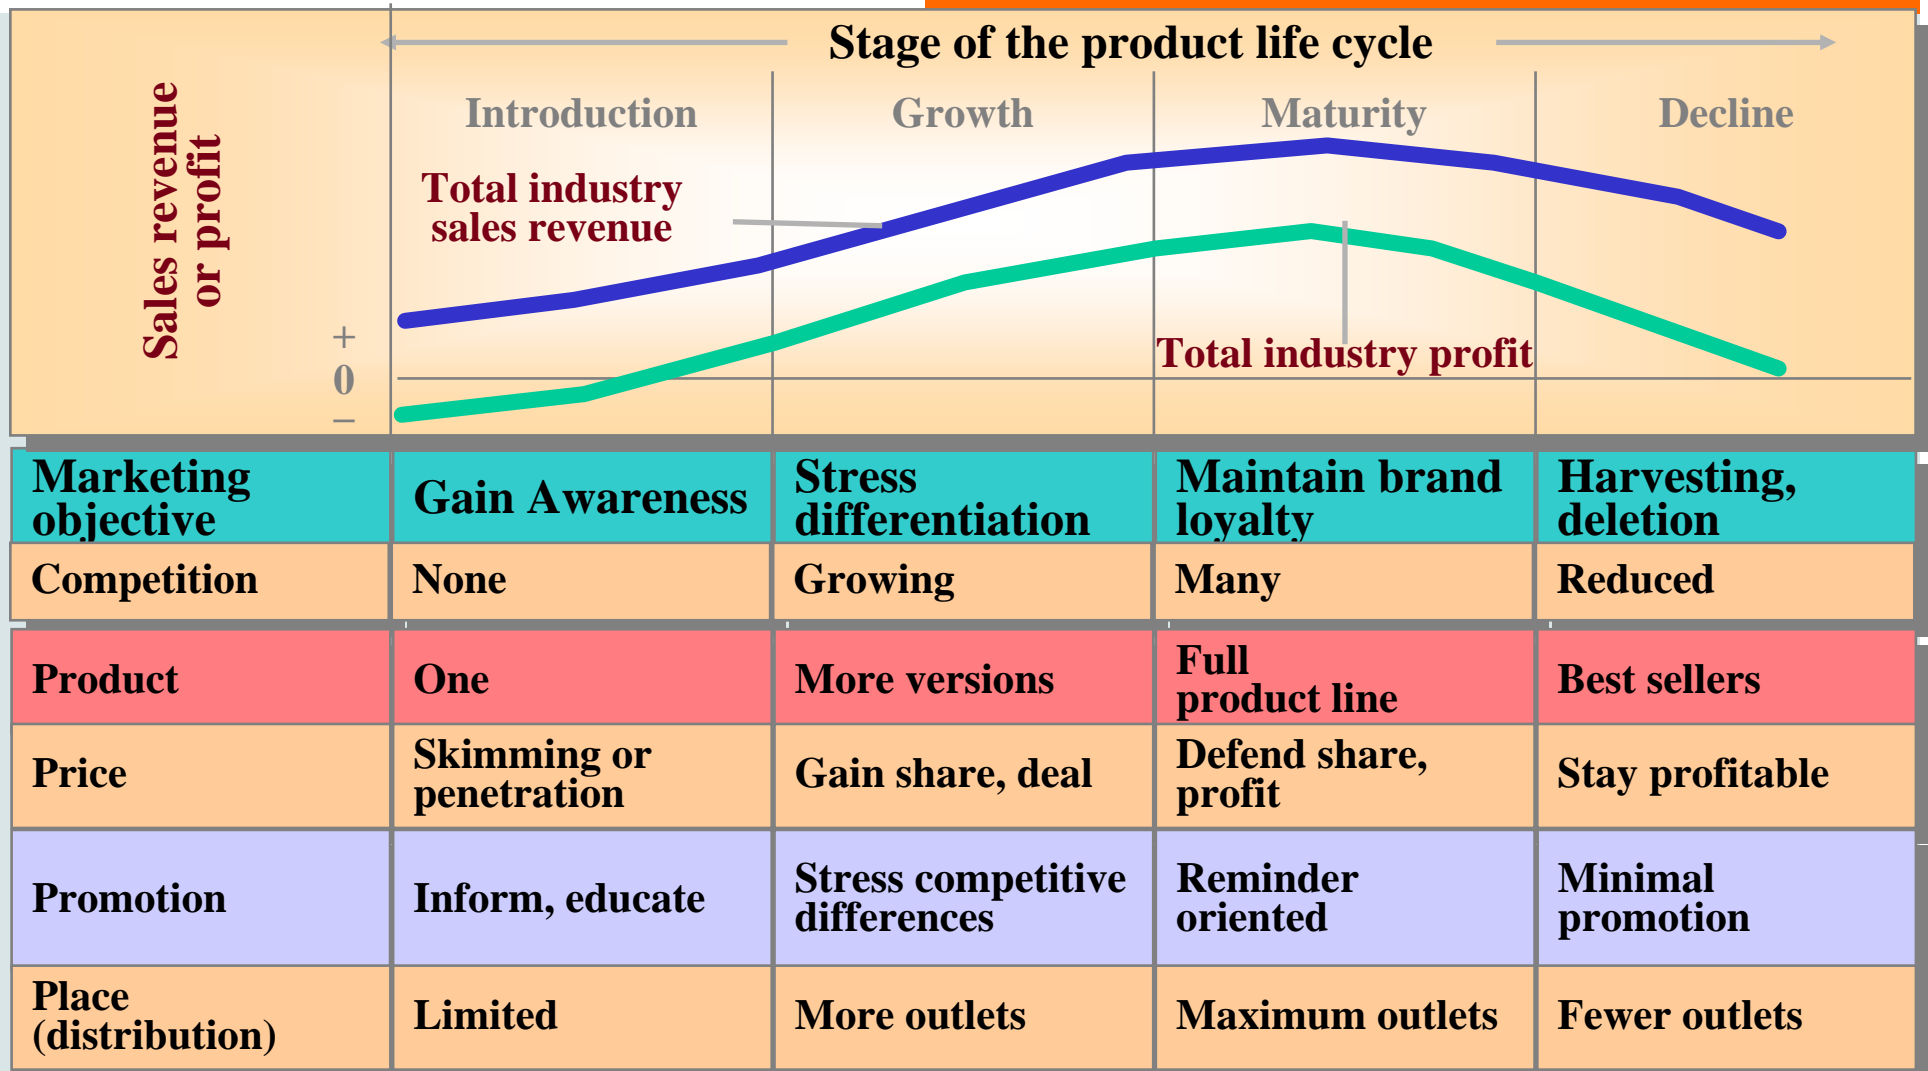 Stage of the product life cycle
Introduction
Growth
Maturity
Decline
Sales revenue
or profit
Total industry
sales revenue
Total industry profit
+
0
−
Marketing
objective
Gain Awareness
Stress
differentiation
Maintain brand
loyalty
Harvesting,
deletion
Competition
None
Growing
Many
Reduced
Product
One
More versions
Full
product line
Best sellers
Price
Skimming or
penetration
Gain share, deal
Defend share,
profit
Stay profitable
Promotion
Inform, educate
Stress competitive
differences
Reminder
oriented
Minimal
promotion
Place
(distribution)
Limited
More outlets
Maximum outlets
Fewer outlets